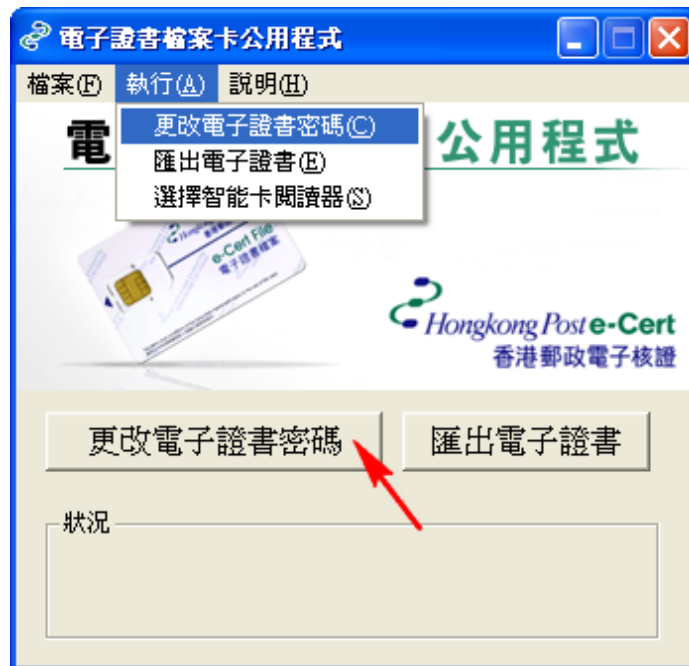 電子證書檔案卡公用程式
檔案(F) 執行(A) 說明(H)
更改電子證書密碼(C)
匯出電子證書(E)
選擇智能卡閱讀器(S)
電 公用程式
e-Cert File
電子證書檔案
Hongkong Post e-Cert
香港郵政電子核證
更改電子證書密碼 匯出電子證書
狀況